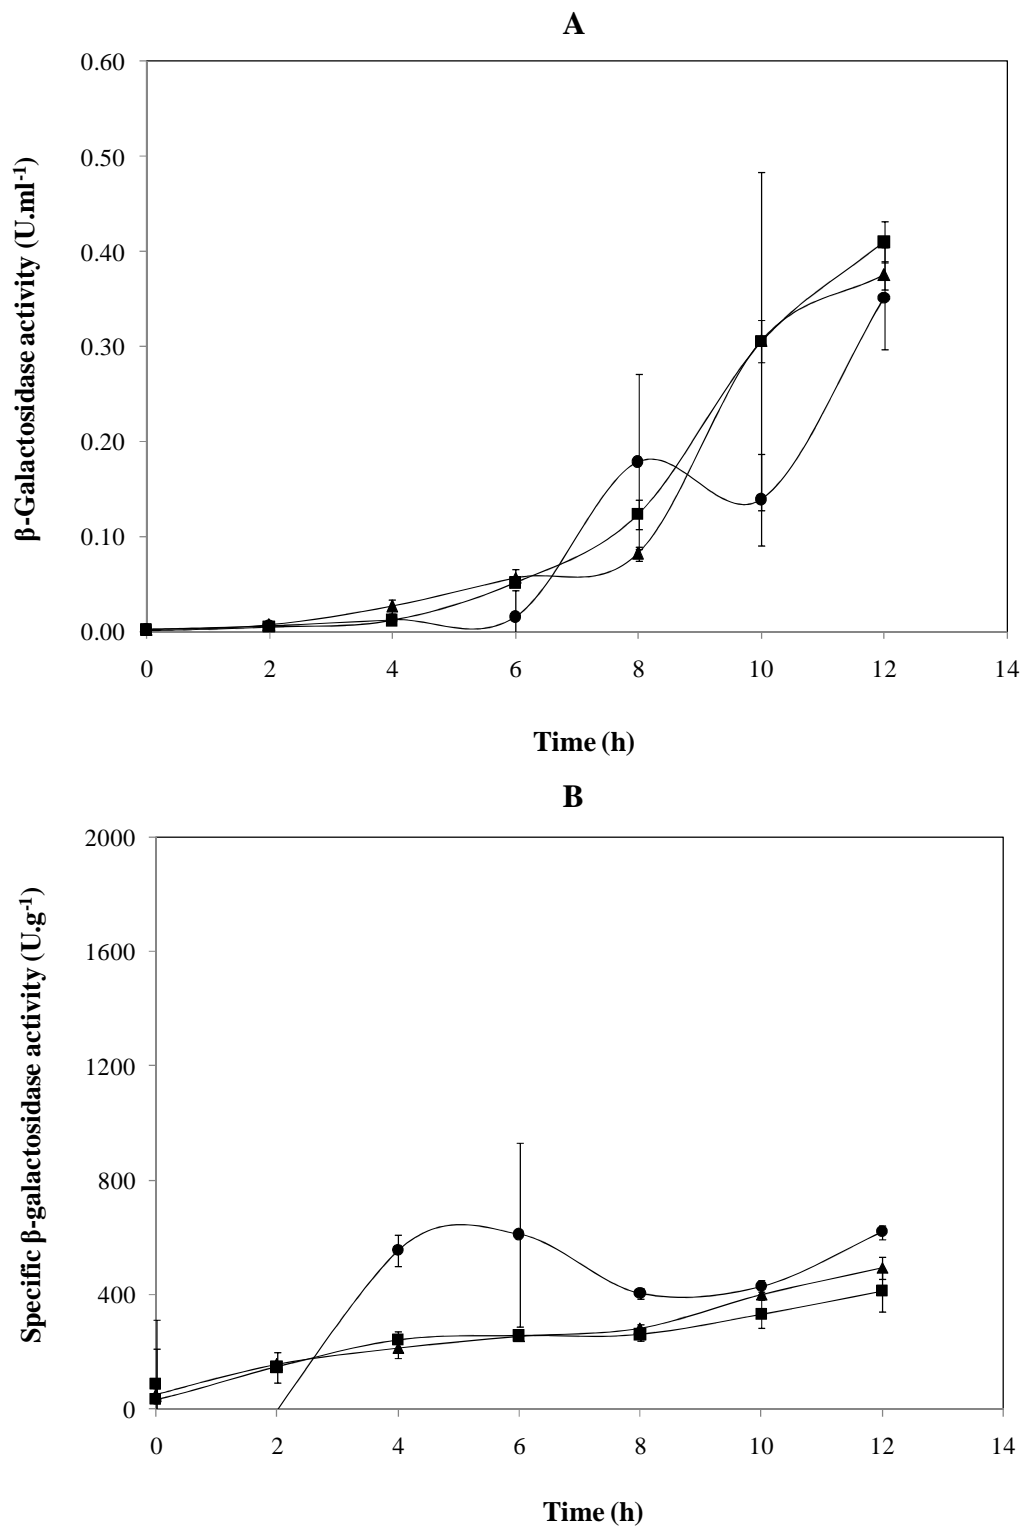 A
0.60
0.50
0.40
0.30
0.20
0.10
0.00
β-Galactosidase activity (U.ml⁻¹)
0 2 4 6 8 10 12 14
Time (h)
B
2000
1600
1200
800
400
0
Specific β-galactosidase activity (U.g⁻¹)
0 2 4 6 8 10 12 14
Time (h)